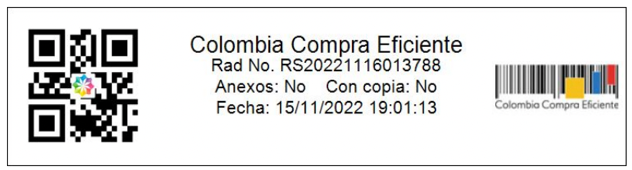 Colombia Compra Eficiente
Rad No. RS20221116013788
Anexos: No Con copia: No
Fecha: 15/11/2022 19:01:13
Colombia Compra Eficiente